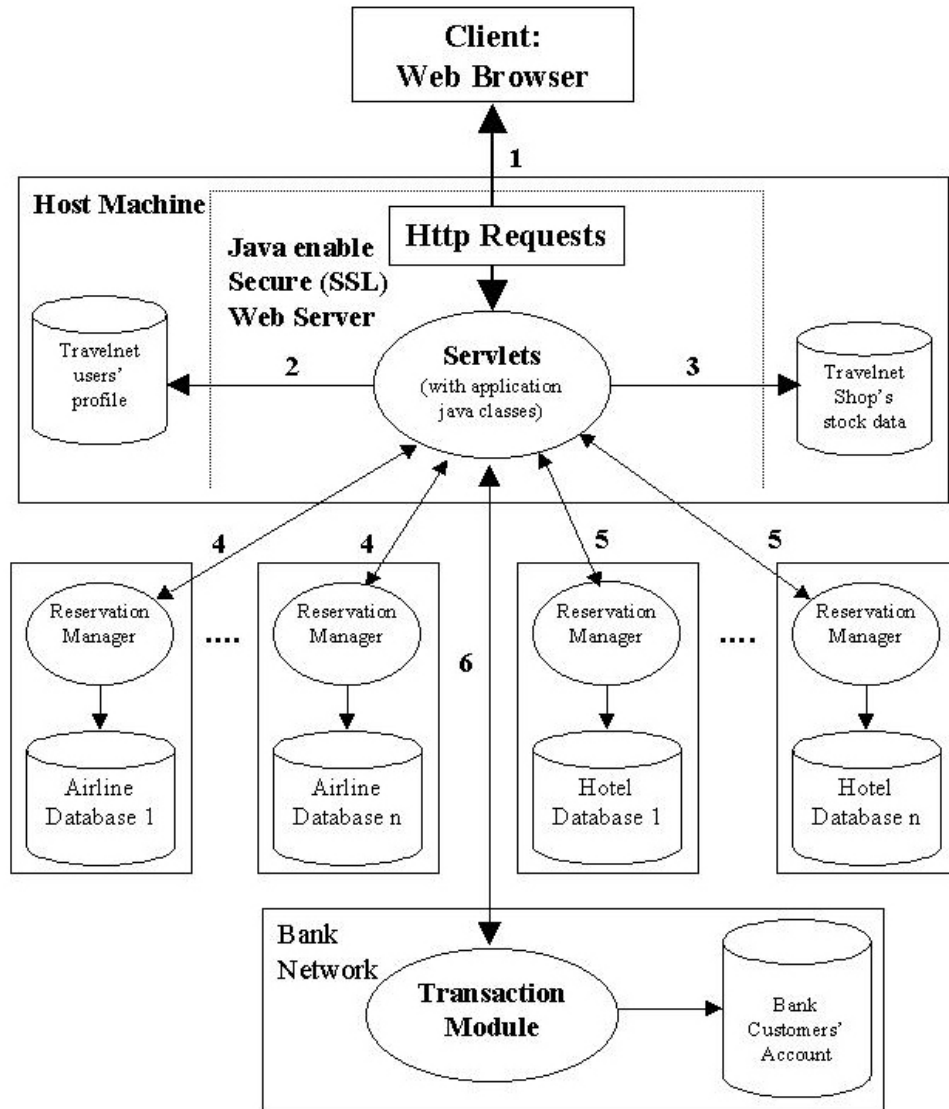 Client:
Web Browser
1
Host Machine
Http Requests
Java enable
Secure (SSL)
Web Server
Travelnet
users'
profile
2
Servlets
(with application
java classes)
3
Travelnet
Shop's
stock data
4
4
5
5
Reservation
Manager
....
Reservation
Manager
6
Reservation
Manager
....
Reservation
Manager
Airline
Database 1
Airline
Database n
Hotel
Database 1
Hotel
Database n
Bank
Network
Transaction
Module
Bank
Customers'
Account